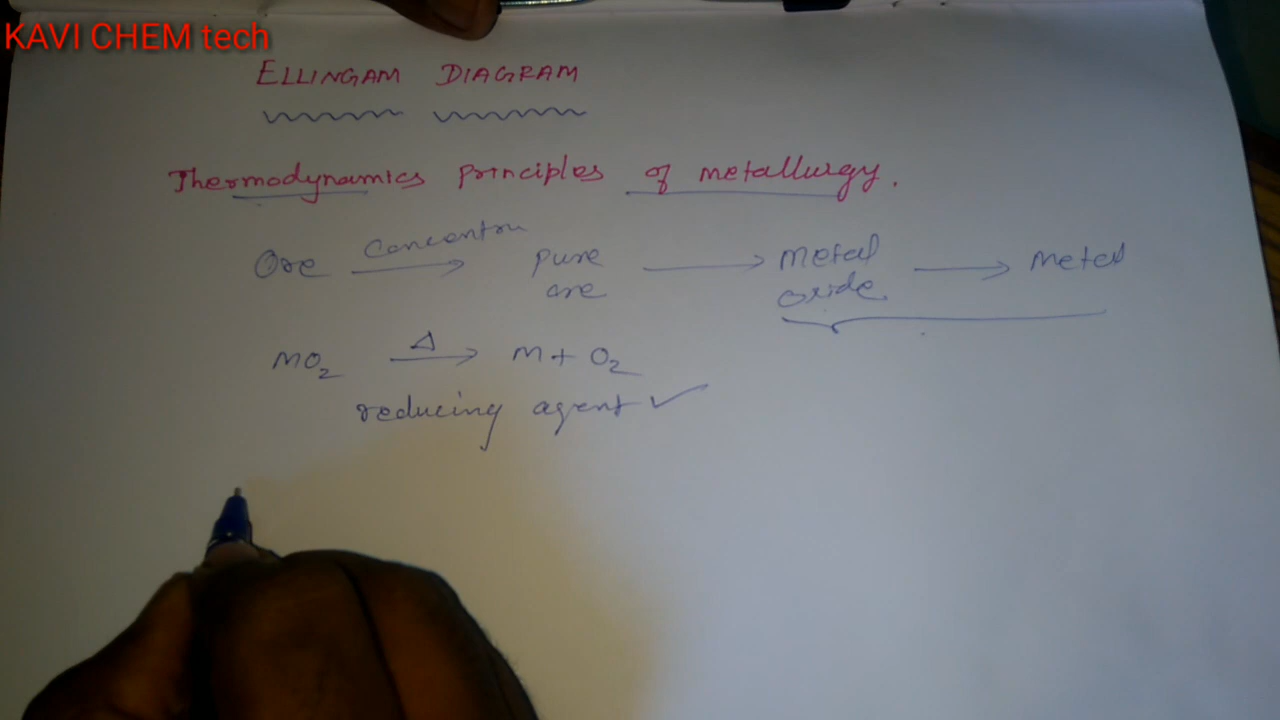 KAVI CHEM tech
ELLINGAM DIAGRAM
Thermodynamics principles of metallurgy.
Ore Concentrn pure ore → Metal oxide → Metal
MO2 Δ→ M + O2
reducing agent ✓